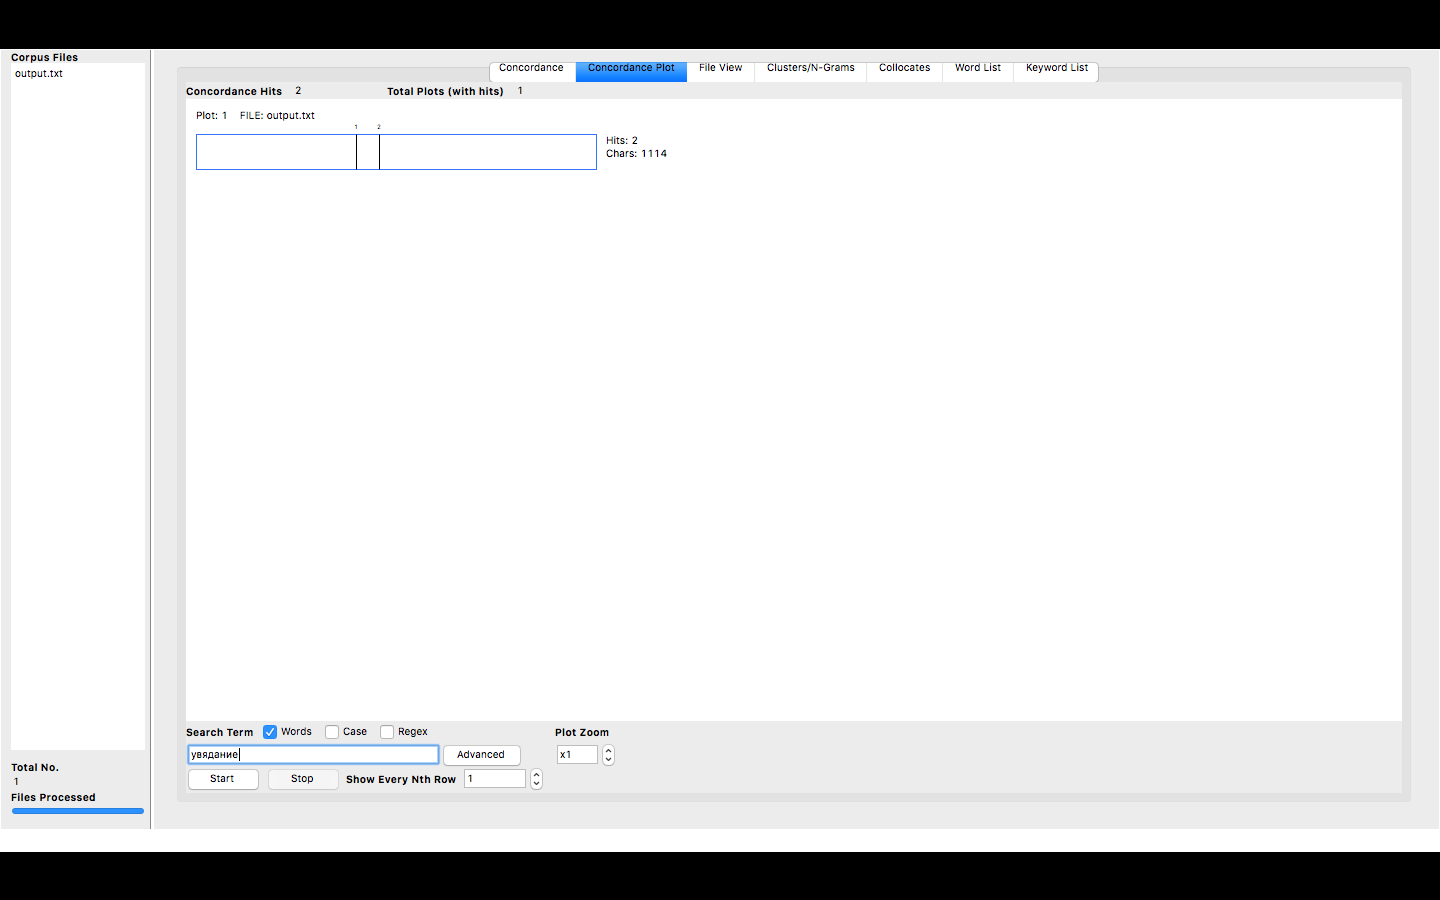 Corpus Files
output.txt
Concordance Concordance Plot File View Clusters/N-Grams Collocates Word List Keyword List
Concordance Hits 2 Total Plots (with hits) 1
Plot: 1 FILE: output.txt
1 2
Hits: 2
Chars: 1114
Search Term Words Case Regex Plot Zoom
увядание Advanced x1
Start Stop Show Every Nth Row 1
Total No.
1
Files Processed